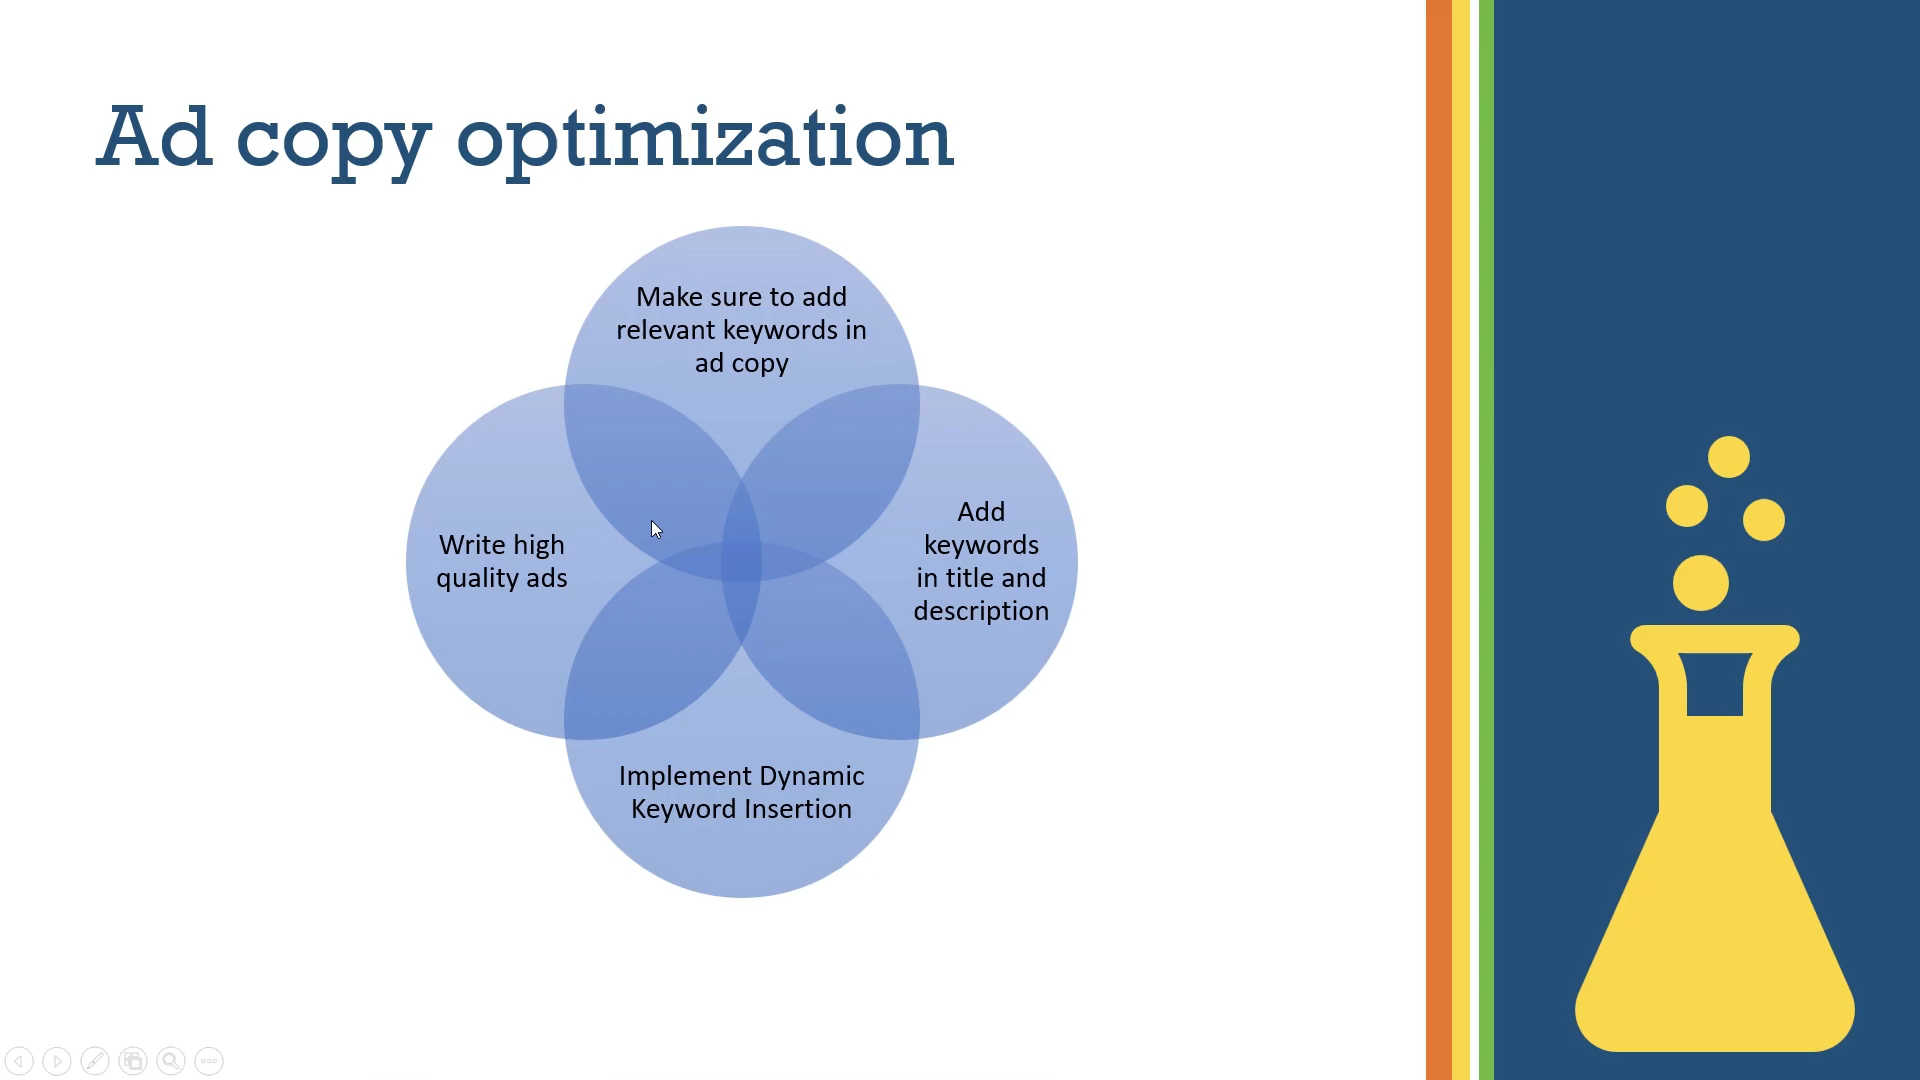 Ad copy optimization
Make sure to add
relevant keywords in
ad copy
Write high
quality ads
Add
keywords
in title and
description
Implement Dynamic
Keyword Insertion